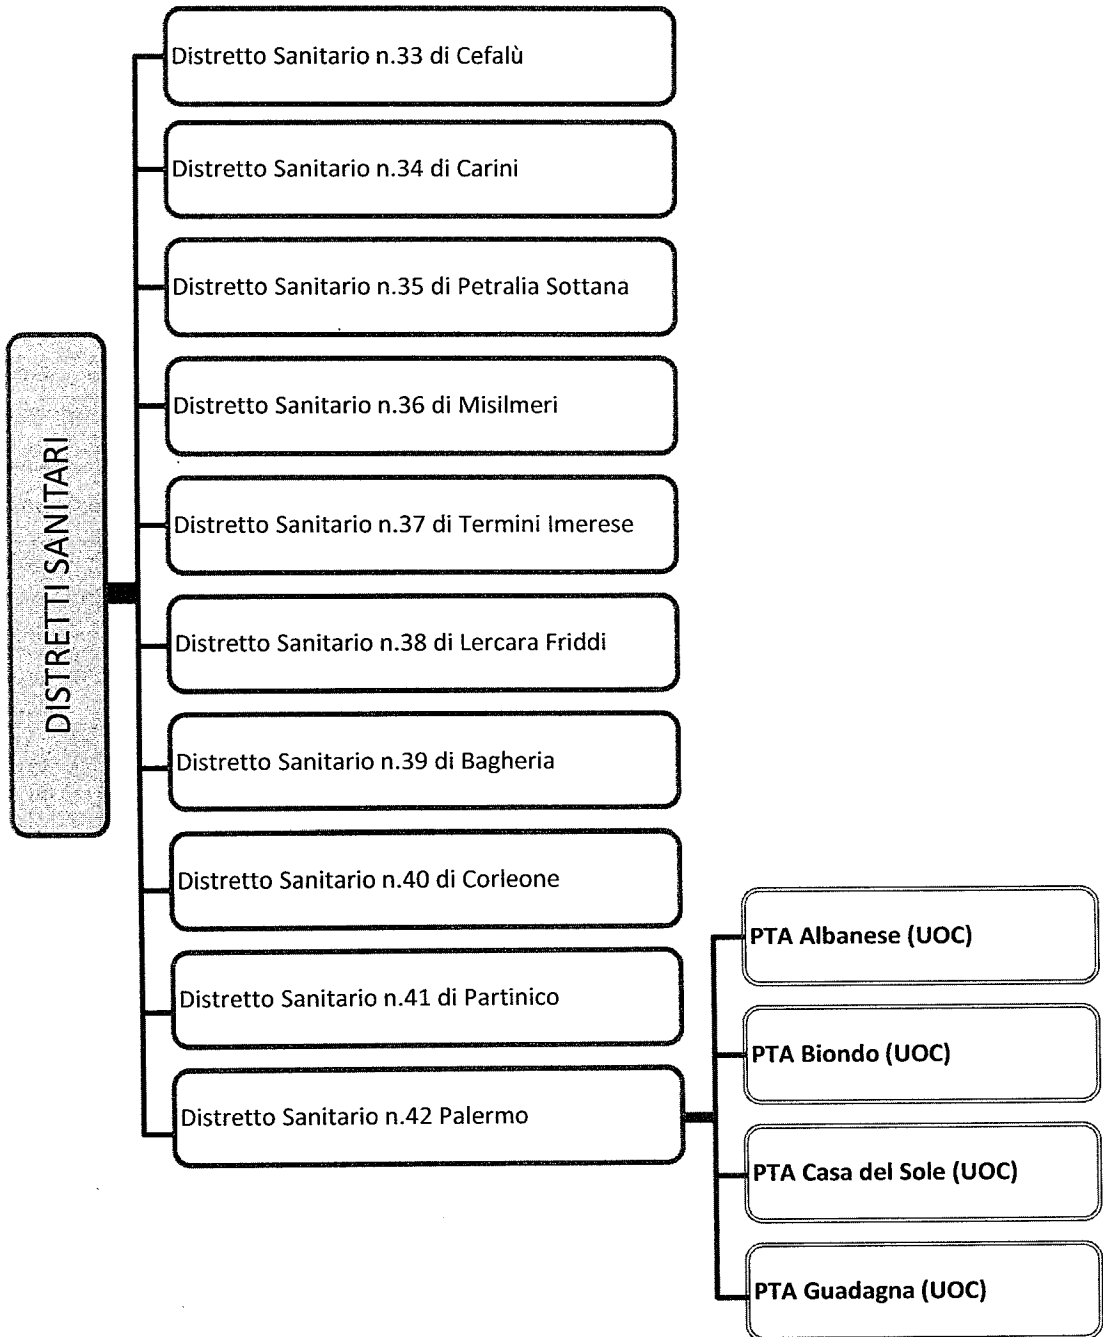 DISTRETTI SANITARI
Distretto Sanitario n.33 di Cefalù
Distretto Sanitario n.34 di Carini
Distretto Sanitario n.35 di Petralia Sottana
Distretto Sanitario n.36 di Misilmeri
Distretto Sanitario n.37 di Termini Imerese
Distretto Sanitario n.38 di Lercara Friddi
Distretto Sanitario n.39 di Bagheria
Distretto Sanitario n.40 di Corleone
Distretto Sanitario n.41 di Partinico
Distretto Sanitario n.42 Palermo
PTA Albanese (UOC)
PTA Biondo (UOC)
PTA Casa del Sole (UOC)
PTA Guadagna (UOC)